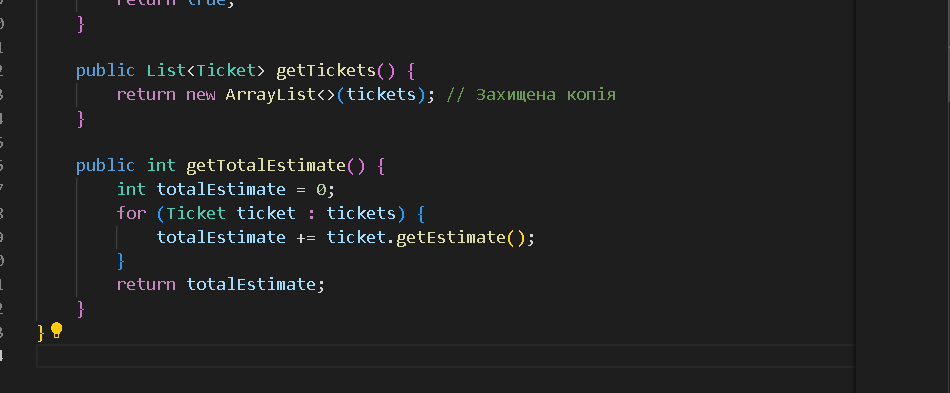 return true;
}
public List<Ticket> getTickets() {
return new ArrayList<>(tickets); // Захищена копія
}
public int getTotalEstimate() {
int totalEstimate = 0;
for (Ticket ticket : tickets) {
totalEstimate += ticket.getEstimate();
}
return totalEstimate;
}
}